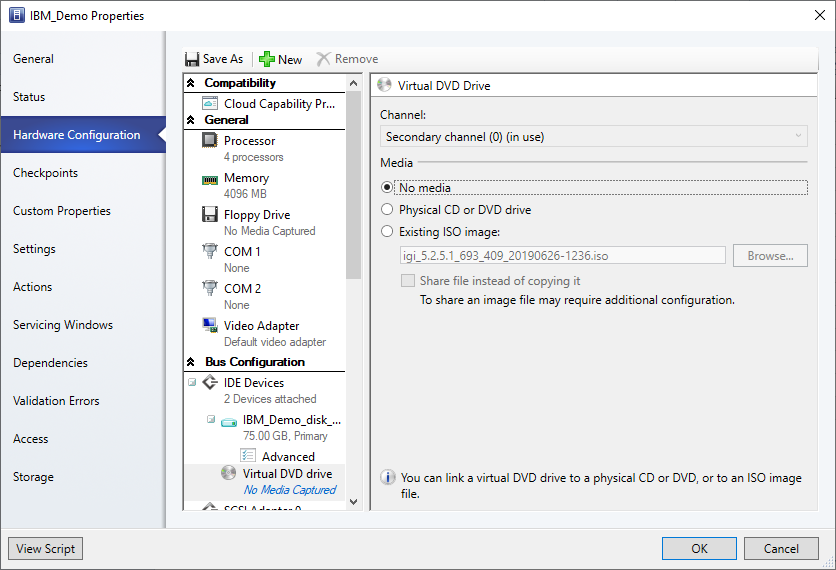 IBM_Demo Properties
General
Status
Hardware Configuration
Checkpoints
Custom Properties
Settings
Actions
Servicing Windows
Dependencies
Validation Errors
Access
Storage
Save As
New
Remove
Compatibility
Cloud Capability Pr...
General
Processor
4 processors
Memory
4096 MB
Floppy Drive
No Media Captured
COM 1
None
COM 2
None
Video Adapter
Default video adapter
Bus Configuration
IDE Devices
2 Devices attached
IBM_Demo_disk_...
75.00 GB, Primary
Advanced
Virtual DVD drive
No Media Captured
SCSI Adapter 0
Virtual DVD Drive
Channel:
Secondary channel (0) (in use)
Media
No media
Physical CD or DVD drive
Existing ISO image:
igi_5.2.5.1_693_409_20190626-1236.iso
Browse...
Share file instead of copying it
To share an image file may require additional configuration.
You can link a virtual DVD drive to a physical CD or DVD, or to an ISO image
file.
View Script
OK
Cancel